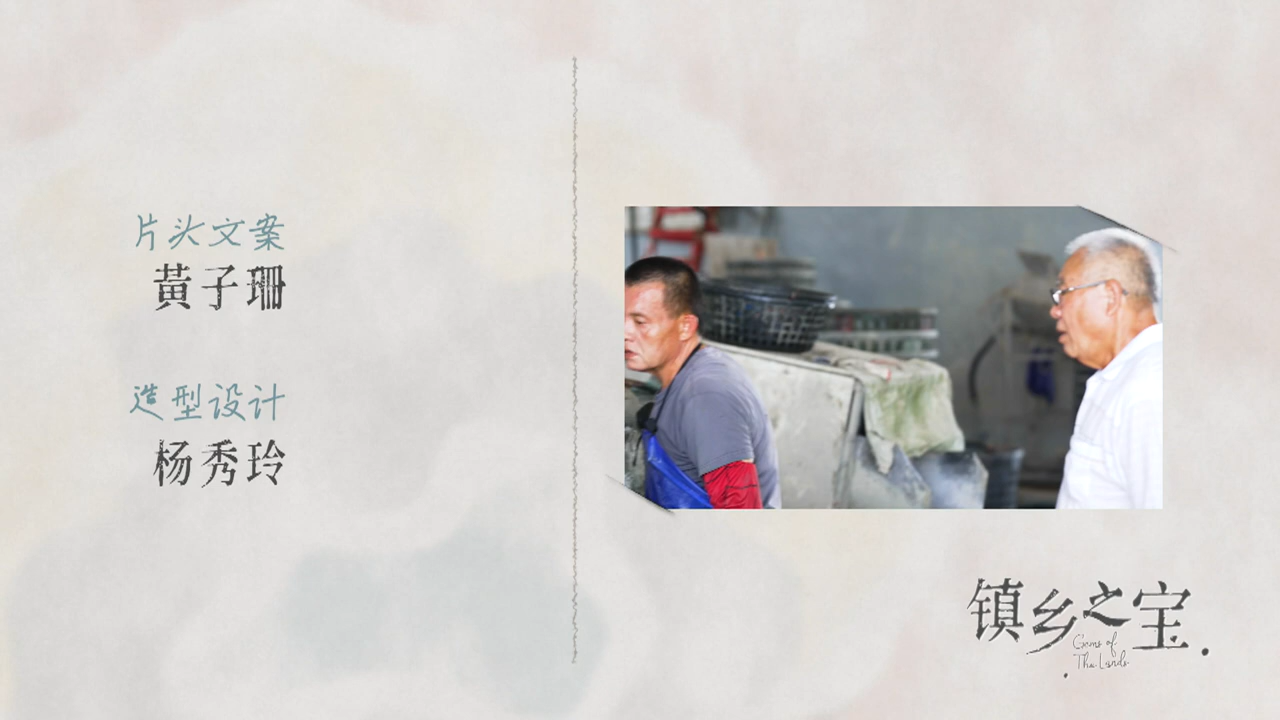 片头文案
黄子珊
造型设计
杨秀玲
镇乡之宝
Gems of
The Lands